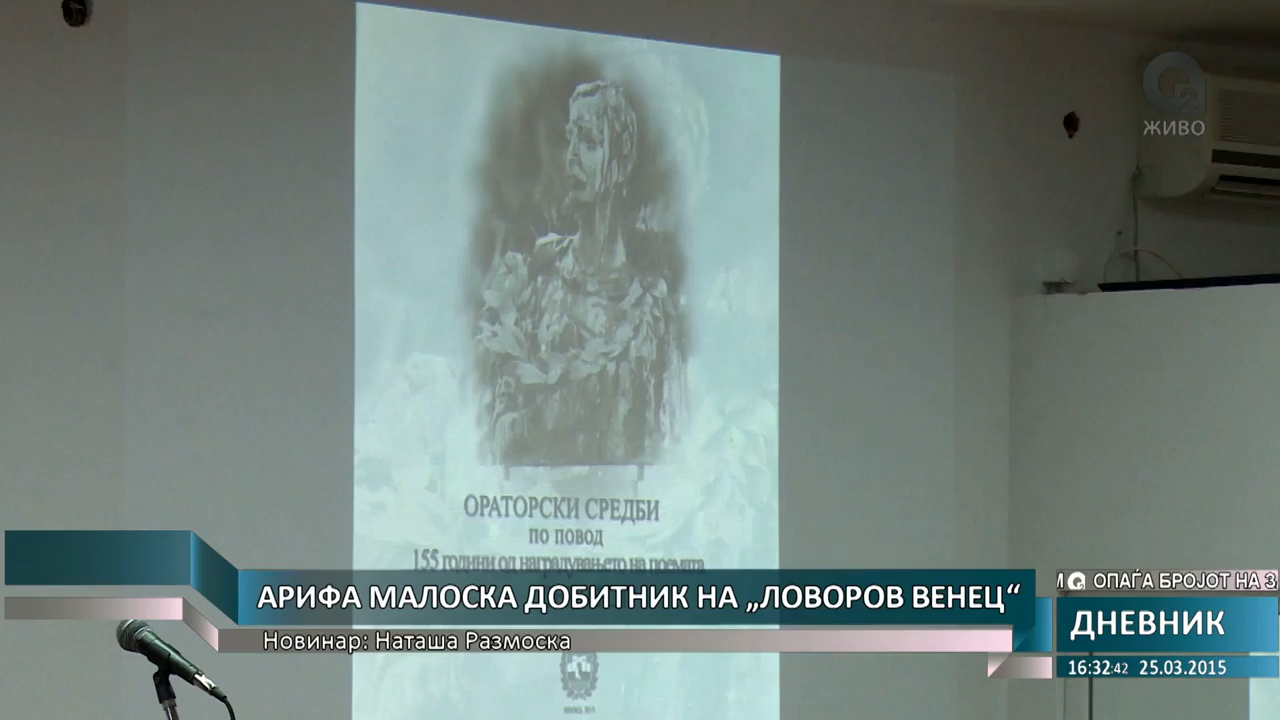 ЖИВО
ОРАТОРСКИ СРЕДБИ
ПО ПОВОД
155 години од наградувањето на поемата
АРИФА МАЛОСКА ДОБИТНИК НА „ЛОВОРОВ ВЕНЕЦ“
Новинар: Наташа Размоска
ОПАЃА БРОЈОТ НА З
ДНЕВНИК
16:32:42 25.03.2015